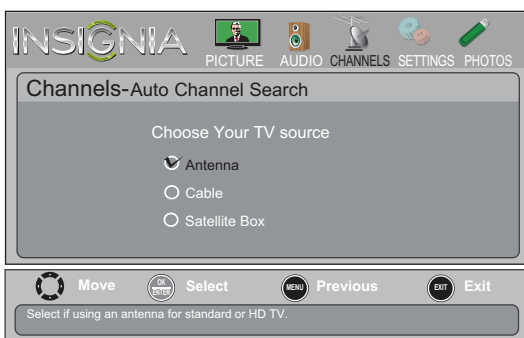 INSIGNIA
PICTURE AUDIO CHANNELS SETTINGS PHOTOS
Channels-Auto Channel Search
Choose Your TV source
Antenna
Cable
Satellite Box
Move OK ENTER Select MENU Previous EXIT Exit
Select if using an antenna for standard or HD TV.